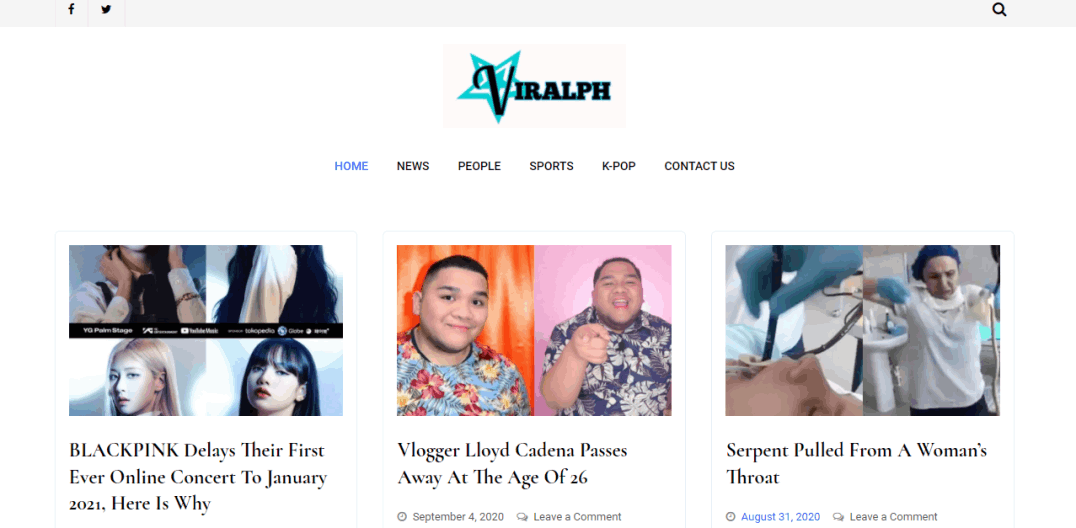 VIRALPH
HOME NEWS PEOPLE SPORTS K-POP CONTACT US
YG Palm Stage YG ENTERTAINMENT YouTube Music tokopedia Globe
BLACKPINK Delays Their First
Ever Online Concert To January
2021, Here Is Why
Vlogger Lloyd Cadena Passes
Away At The Age Of 26
September 4, 2020 Leave a Comment
Serpent Pulled From A Woman's
Throat
August 31, 2020 Leave a Comment